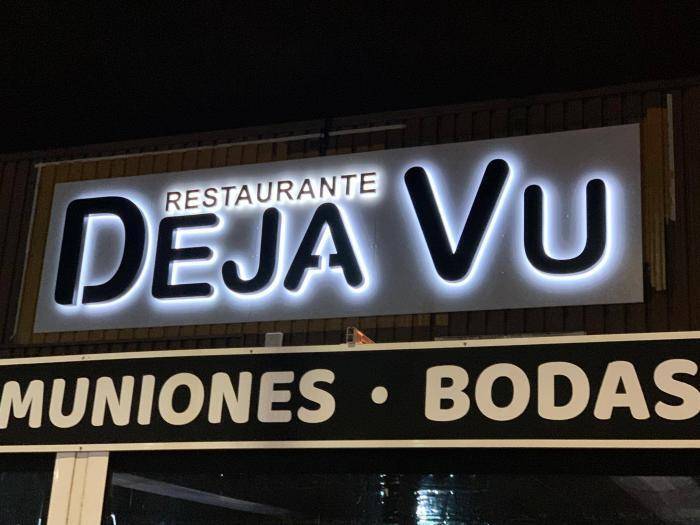 RESTAURANTE
DEJA VU
MUNIONES • BODAS